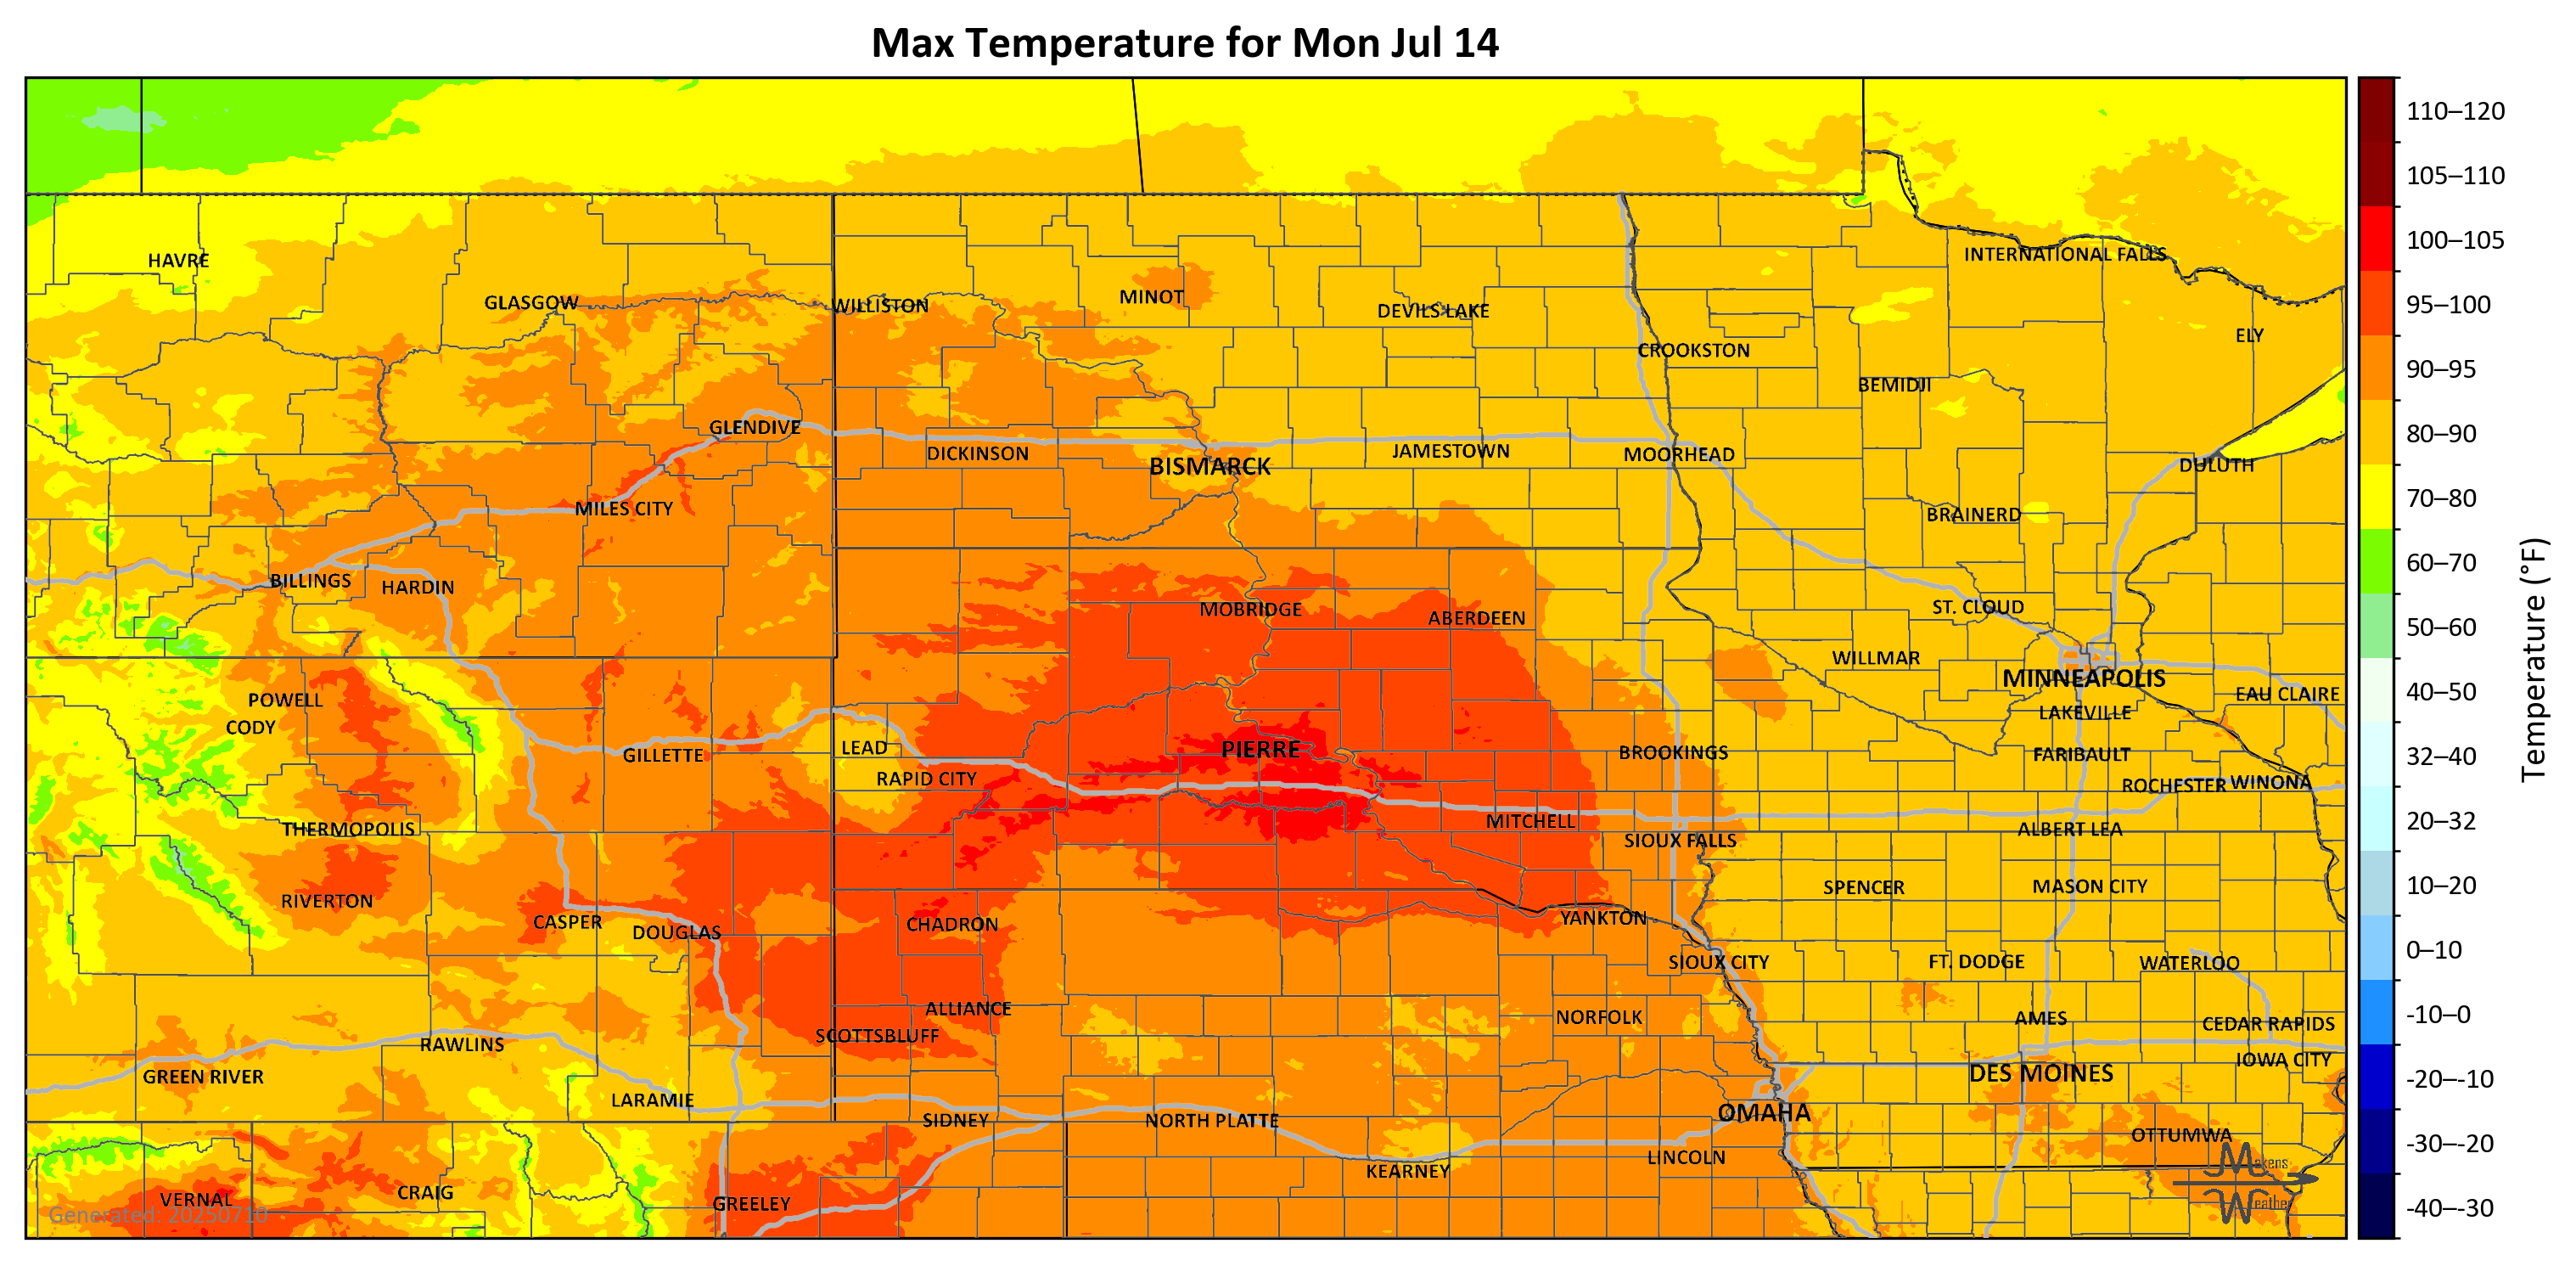 Max Temperature for Mon Jul 14
110–120
105–110
100–105
95–100
90–95
80–90
70–80
60–70
50–60
40–50
32–40
20–32
10–20
0–10
-10–0
-20–-10
-30–-20
-40–-30
Temperature (°F)
HAVRE
INTERNATIONAL FALLS
GLASGOW
WILLISTON
MINOT
DEVILS LAKE
ELY
CROOKSTON
BEMIDJI
GLENDIVE
DICKINSON
BISMARCK
JAMESTOWN
MOORHEAD
DULUTH
MILES CITY
BRAINERD
BILLINGS
HARDIN
MOBRIDGE
ABERDEEN
ST. CLOUD
WILLMAR
MINNEAPOLIS
POWELL
EAU CLAIRE
CODY
LAKEVILLE
GILLETTE
LEAD
PIERRE
BROOKINGS
FARIBAULT
RAPID CITY
ROCHESTER
WINONA
THERMOPOLIS
MITCHELL
SIOUX FALLS
ALBERT LEA
RIVERTON
SPENCER
MASON CITY
CASPER
DOUGLAS
CHADRON
YANKTON
SIOUX CITY
FT. DODGE
WATERLOO
ALLIANCE
NORFOLK
AMES
CEDAR RAPIDS
SCOTTSBLUFF
RAWLINS
IOWA CITY
GREEN RIVER
DES MOINES
LARAMIE
SIDNEY
NORTH PLATTE
OMAHA
OTTUMWA
KEARNEY
LINCOLN
VERNAL
CRAIG
GREELEY
Makens
Weather
Generated: 20250710